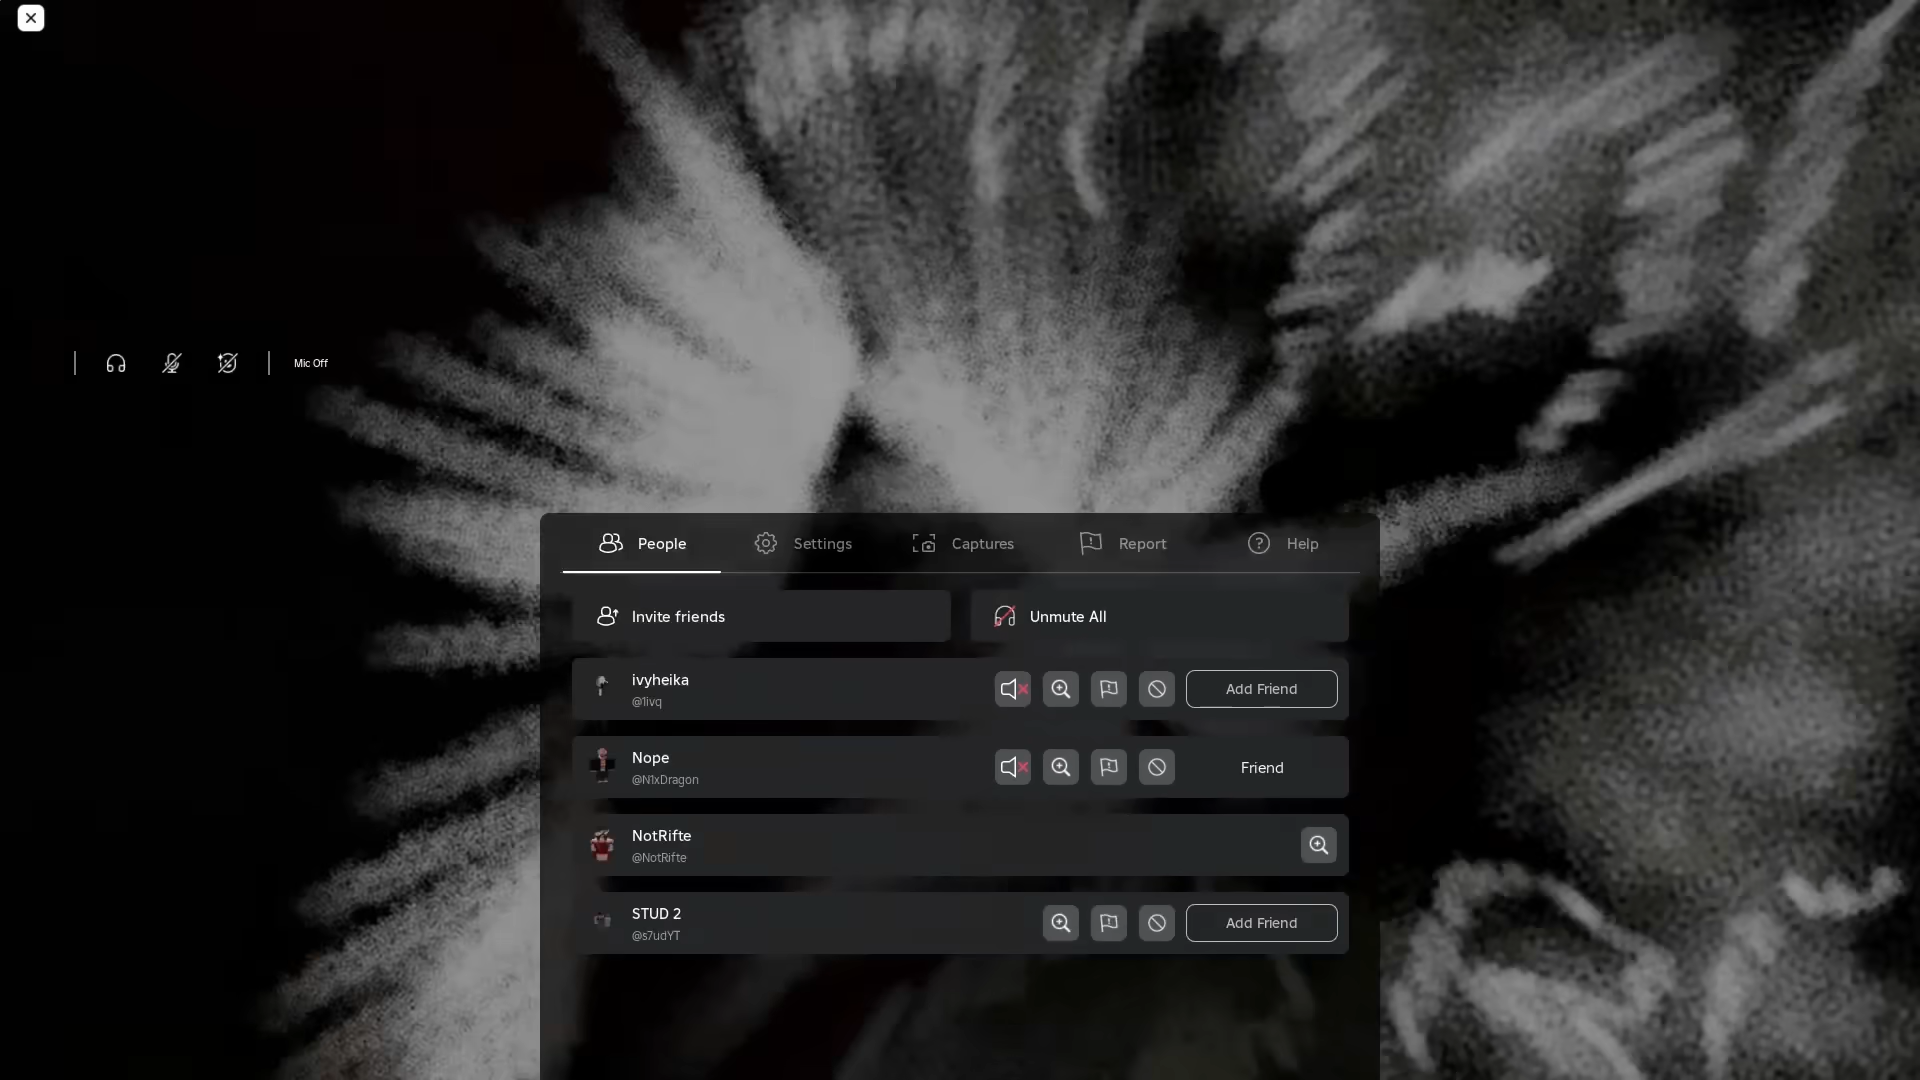 Mic Off
People
Settings
Captures
Report
Help
Invite friends
Unmute All
ivyheika
@1ivq
Add Friend
Nope
@N1xDragon
Friend
NotRifte
@NotRifte
STUD 2
@s7udYT
Add Friend